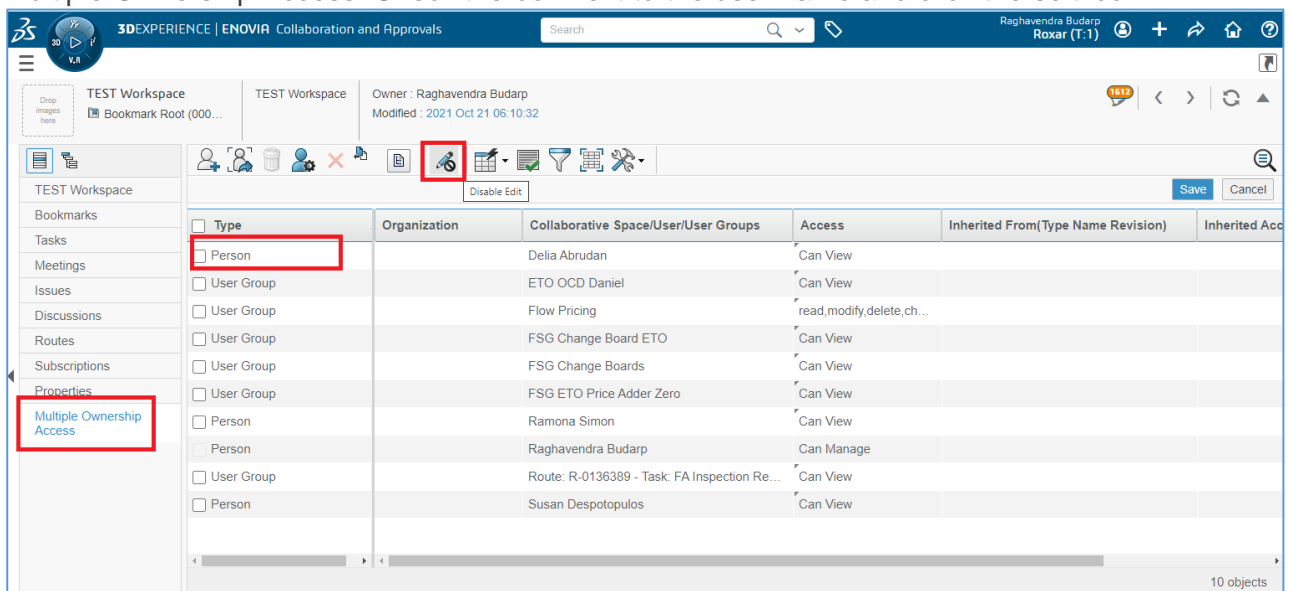 3DEXPERIENCE | ENOVIA Collaboration and Approvals
Search
Raghavendra Budarp
Roxar (T:1)
3D
V.R
Drop images here
TEST Workspace
Bookmark Root (000...
TEST Workspace
Owner : Raghavendra Budarp
Modified : 2021 Oct 21 06:10:32
1612
Disable Edit
Save Cancel
TEST Workspace
Bookmarks
Tasks
Meetings
Issues
Discussions
Routes
Subscriptions
Properties
Multiple Ownership
Access
Type Organization Collaborative Space/User/User Groups Access Inherited From(Type Name Revision) Inherited Acc
Person Delia Abrudan Can View
User Group ETO OCD Daniel Can View
User Group Flow Pricing read,modify,delete,ch...
User Group FSG Change Board ETO Can View
User Group FSG Change Boards Can View
User Group FSG ETO Price Adder Zero Can View
Person Ramona Simon Can View
Person Raghavendra Budarp Can Manage
User Group Route: R-0136389 - Task: FA Inspection Re... Can View
Person Susan Despotopulos Can View
10 objects